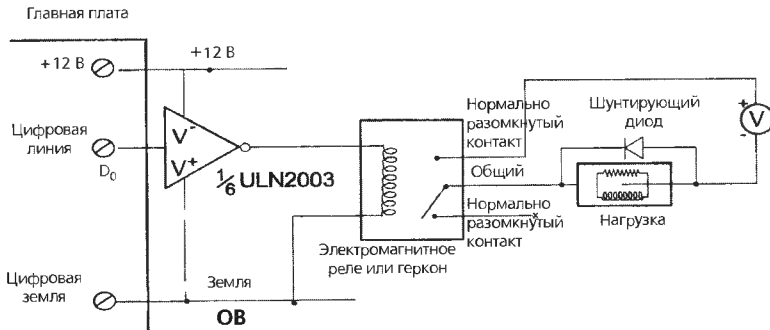 Главная плата
+12 В
+12 В
Цифровая
линия
D₀
V-
V+
1/6 ULN2003
Цифровая
земля
Земля
ОВ
Электромагнитное
реле или геркон
Нормально
разомкнутый
контакт
Общий
Нормально
разомкнутый
контакт
Шунтирующий
диод
Нагрузка
+
V
-